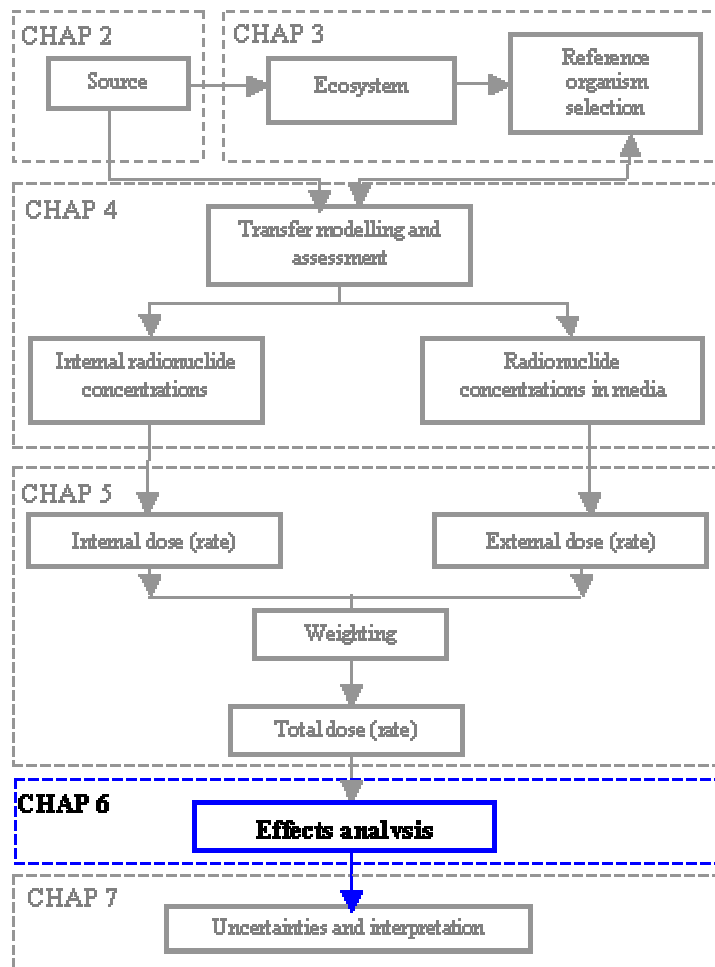 CHAP 2
CHAP 3
Source
Ecosystem
Reference
organism
selection
CHAP 4
Transfer modelling and
assessment
Internal radionuclide
concentrations
Radionuclide
concentrations in media
CHAP 5
Internal dose (rate)
External dose (rate)
Weighting
Total dose (rate)
CHAP 6
Effects analysis
CHAP 7
Uncertainties and interpretation